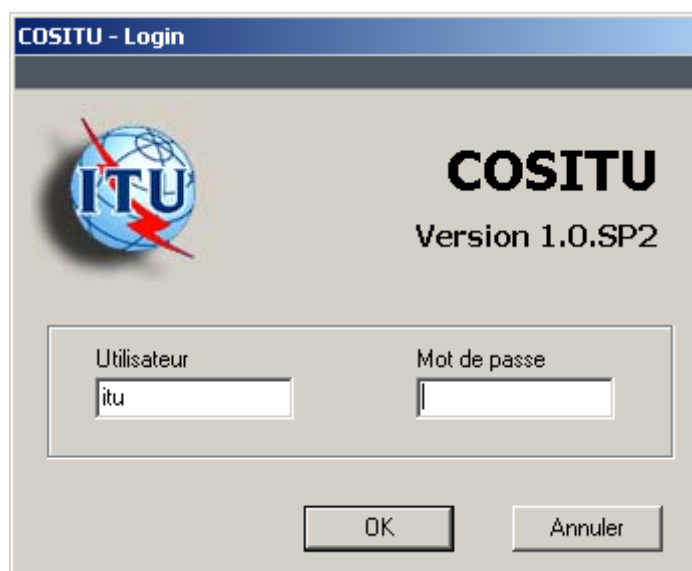 COSITU - Login
ITU
COSITU
Version 1.0.SP2
Utilisateur
Mot de passe
itu
OK
Annuler